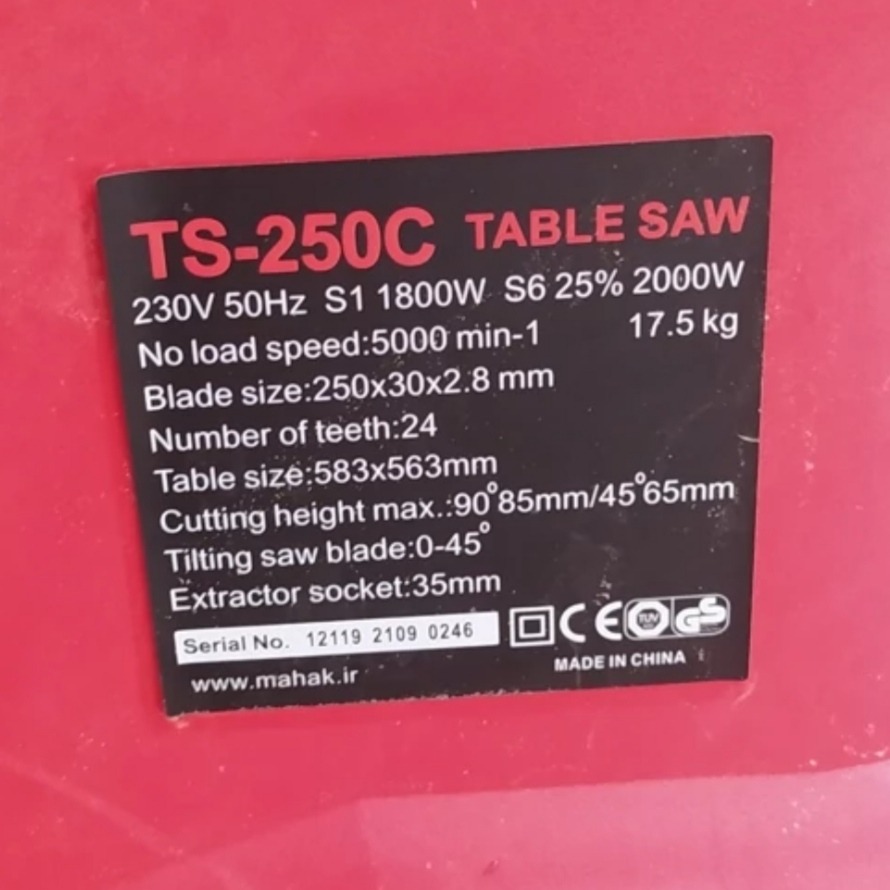 TS-250C TABLE SAW
230V 50Hz S1 1800W S6 25% 2000W
No load speed:5000 min-1 17.5 kg
Blade size:250x30x2.8 mm
Number of teeth:24
Table size:583x563mm
Cutting height max.:90°85mm/45°65mm
Tilting saw blade:0-45°
Extractor socket:35mm
Serial No. 12119 2109 0246
CE TUV GS
www.mahak.ir MADE IN CHINA